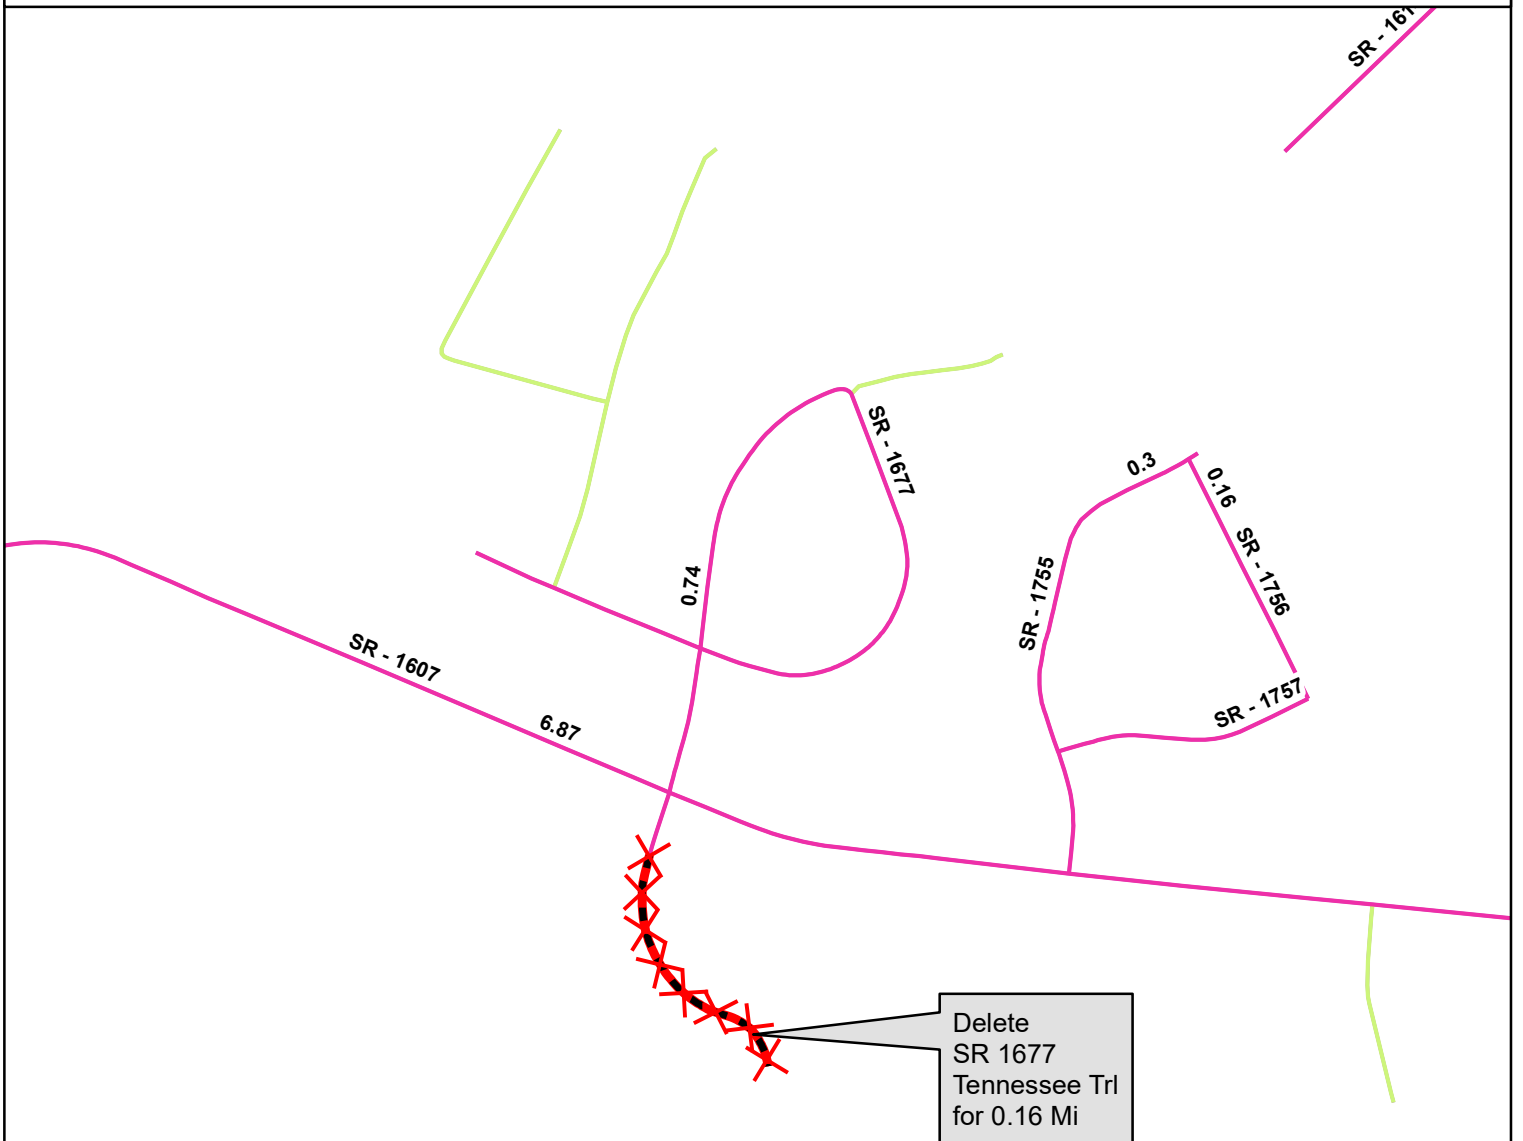 SR - 161
SR - 1677
0.3
0.16
SR - 1756
SR - 1755
0.74
SR - 1607
6.87
SR - 1757
Delete
SR 1677
Tennessee Trl
for 0.16 Mi